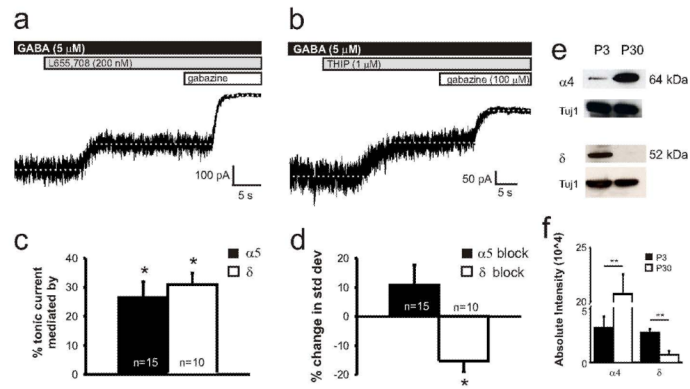 a
GABA (5 μM)
L655,708 (200 nM)
gabazine
100 pA
5 s
b
GABA (5 μM)
THIP (1 μM)
gabazine (100 μM)
50 pA
5 s
e
P3 P30
α4
64 kDa
Tuj1
δ
52 kDa
Tuj1
c
α5
δ
% tonic current
mediated by
40
30
20
10
0
*
*
n=15
n=10
d
α5 block
δ block
% change in std dev
20
10
0
-10
-20
n=15
n=10
*
f
P3
P30
Absolute Intensity (10^4)
25
20
5
0
**
**
α4
δ